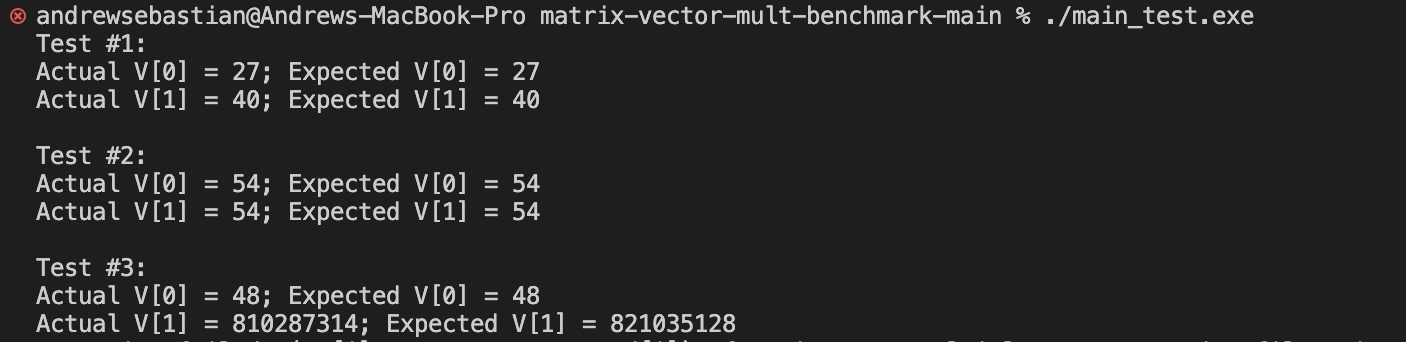 andrewsebastian@Andrews-MacBook-Pro matrix-vector-mult-benchmark-main % ./main_test.exe
Test #1:
Actual V[0] = 27; Expected V[0] = 27
Actual V[1] = 40; Expected V[1] = 40
Test #2:
Actual V[0] = 54; Expected V[0] = 54
Actual V[1] = 54; Expected V[1] = 54
Test #3:
Actual V[0] = 48; Expected V[0] = 48
Actual V[1] = 810287314; Expected V[1] = 821035128